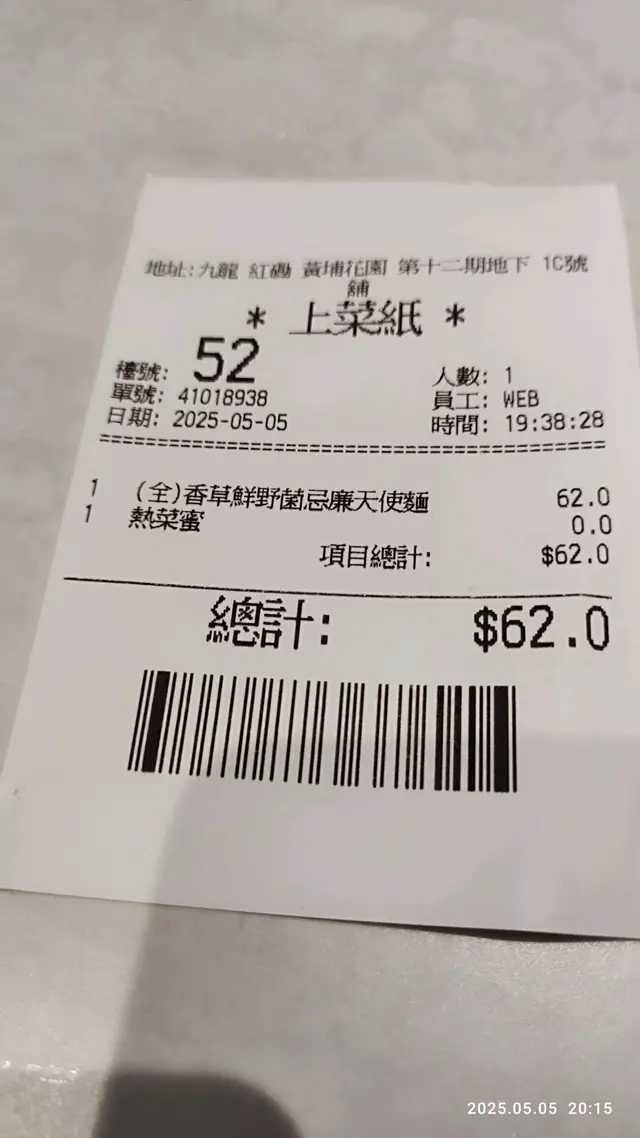 地址:九龍 紅磡 黃埔花園 第十二期地下 1C號
舖
* 上菜紙 *
檯號: 52
人數: 1
單號: 41018938
員工: WEB
日期: 2025-05-05
時間: 19:38:28
1 (全)香草鮮野菌忌廉天使麵 62.0
1 熱菜蜜 0.0
項目總計: $62.0
總計: $62.0
2025.05.05 20:15